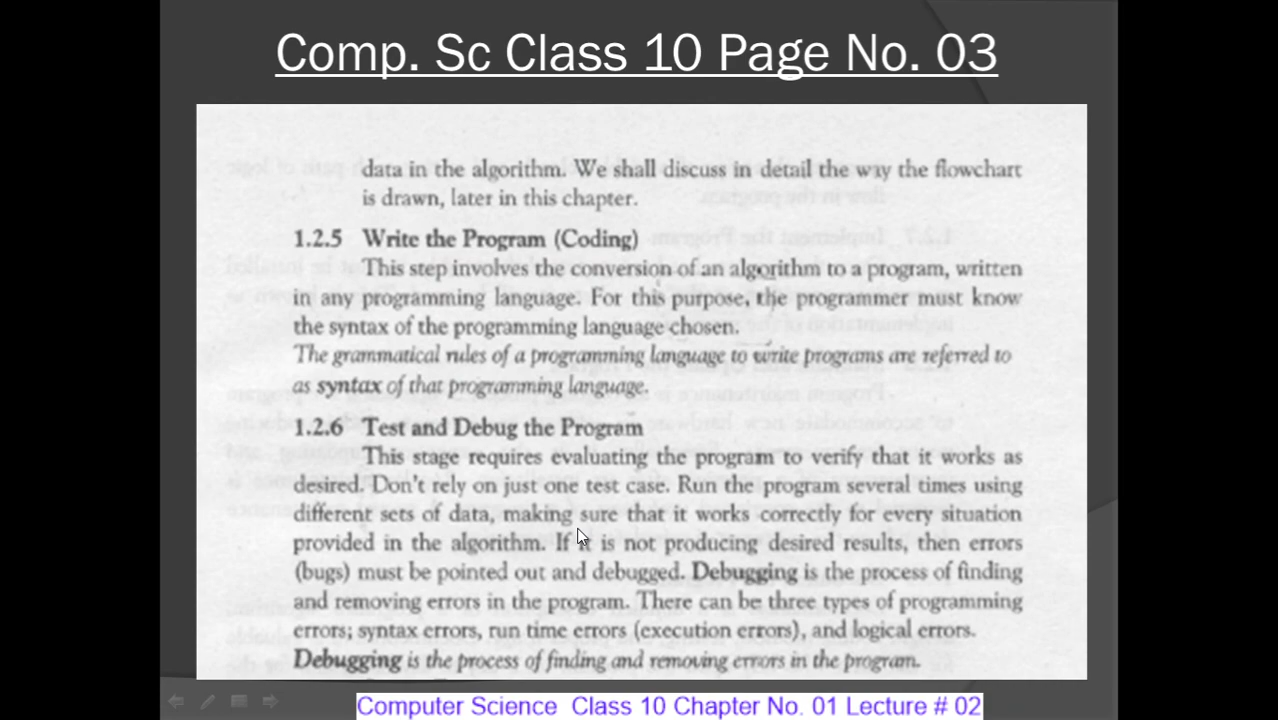 Comp. Sc Class 10 Page No. 03
data in the algorithm. We shall discuss in detail the way the flowchart
is drawn, later in this chapter.
1.2.5 Write the Program (Coding)
This step involves the conversion of an algorithm to a program, written
in any programming language. For this purpose, the programmer must know
the syntax of the programming language chosen.
The grammatical rules of a programming language to write programs are referred to
as syntax of that programming language.
1.2.6 Test and Debug the Program
This stage requires evaluating the program to verify that it works as
desired. Don't rely on just one test case. Run the program several times using
different sets of data, making sure that it works correctly for every situation
provided in the algorithm. If it is not producing desired results, then errors
(bugs) must be pointed out and debugged. Debugging is the process of finding
and removing errors in the program. There can be three types of programming
errors; syntax errors, run time errors (execution errors), and logical errors.
Debugging is the process of finding and removing errors in the program.
Computer Science Class 10 Chapter No. 01 Lecture # 02